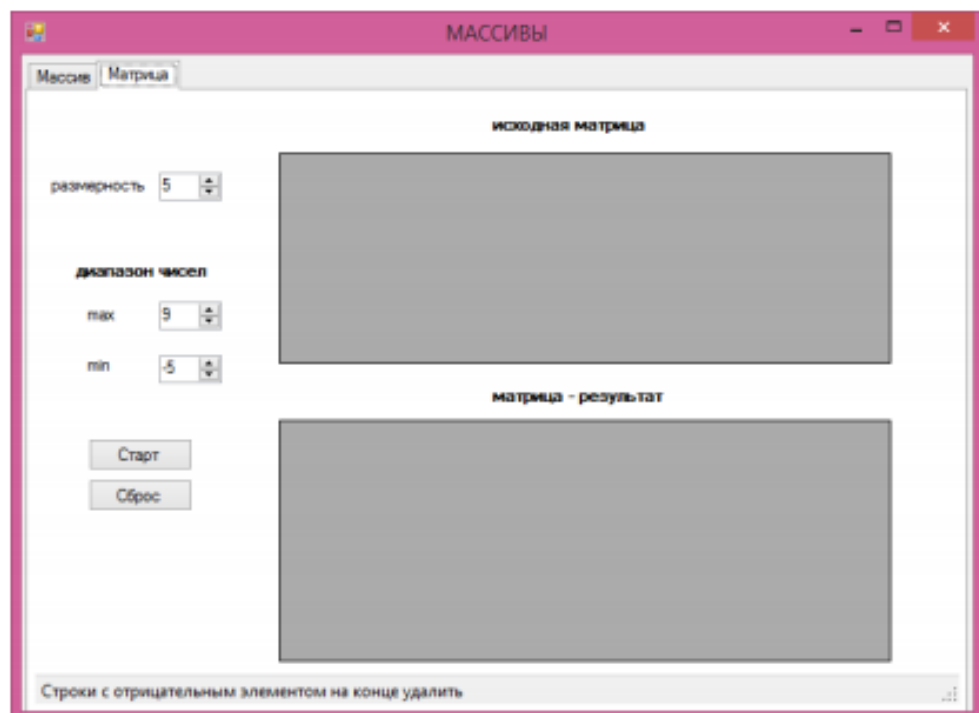 МАССИВЫ
Массив Матрица
исходная матрица
размерность 5
диапазон чисел
max 9
min -5
матрица - результат
Старт
Сброс
Строки с отрицательным элементом на конце удалить